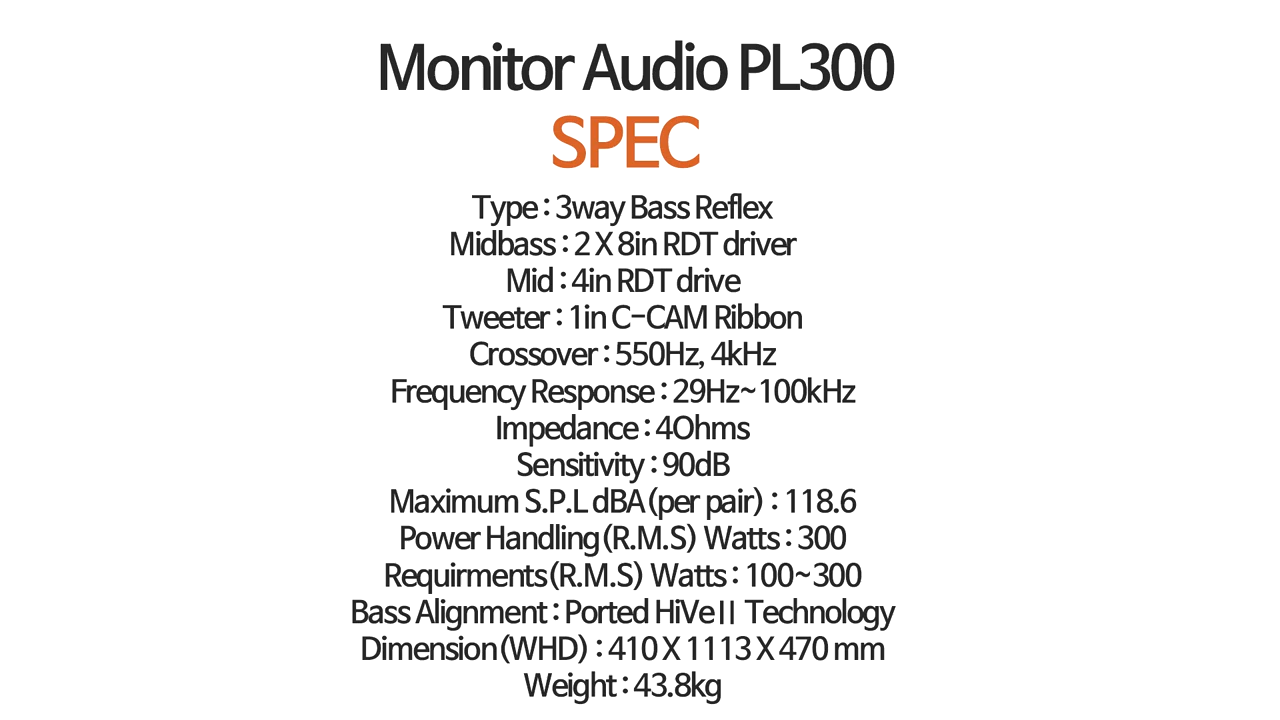 Monitor Audio PL300
SPEC
Type : 3way Bass Reflex
Midbass : 2 X 8in RDT driver
Mid : 4in RDT drive
Tweeter : 1in C-CAM Ribbon
Crossover : 550Hz, 4kHz
Frequency Response : 29Hz~100kHz
Impedance : 4Ohms
Sensitivity : 90dB
Maximum S.P.L dBA(per pair) : 118.6
Power Handling(R.M.S) Watts : 300
Requirments(R.M.S) Watts : 100~300
Bass Alignment : Ported HiVeⅡ Technology
Dimension(WHD) : 410 X 1113 X 470 mm
Weight : 43.8kg